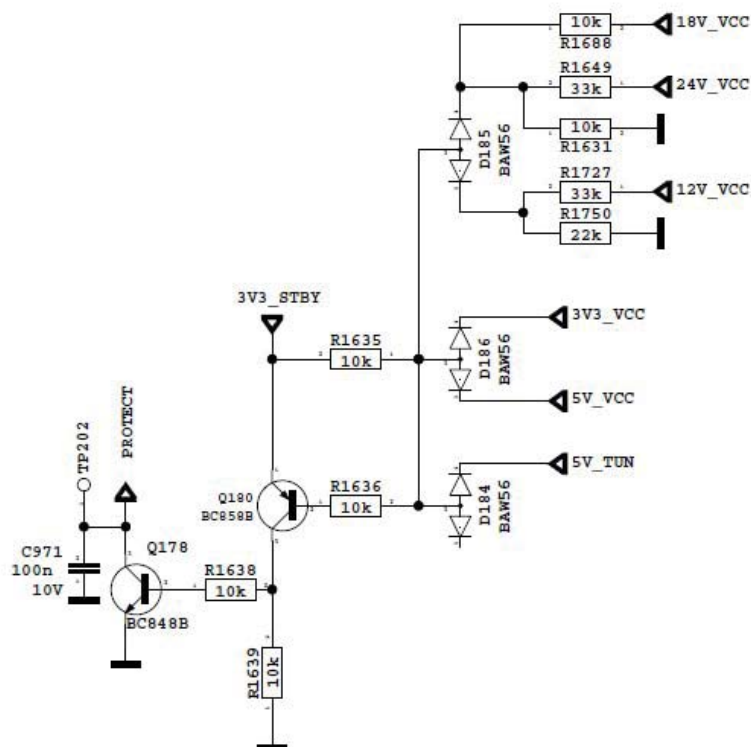 10k
18V_VCC
R1688
R1649
33k
24V_VCC
10k
R1631
D185
BAW56
R1727
33k
12V_VCC
R1750
22k
3V3_STBY
3V3_VCC
R1635
10k
D186
BAW56
5V_VCC
TP202
PROTECT
5V_TUN
Q180
BC858B
R1636
10k
D184
BAW56
C971
100n
10V
Q178
BC848B
R1638
10k
R1639
10k